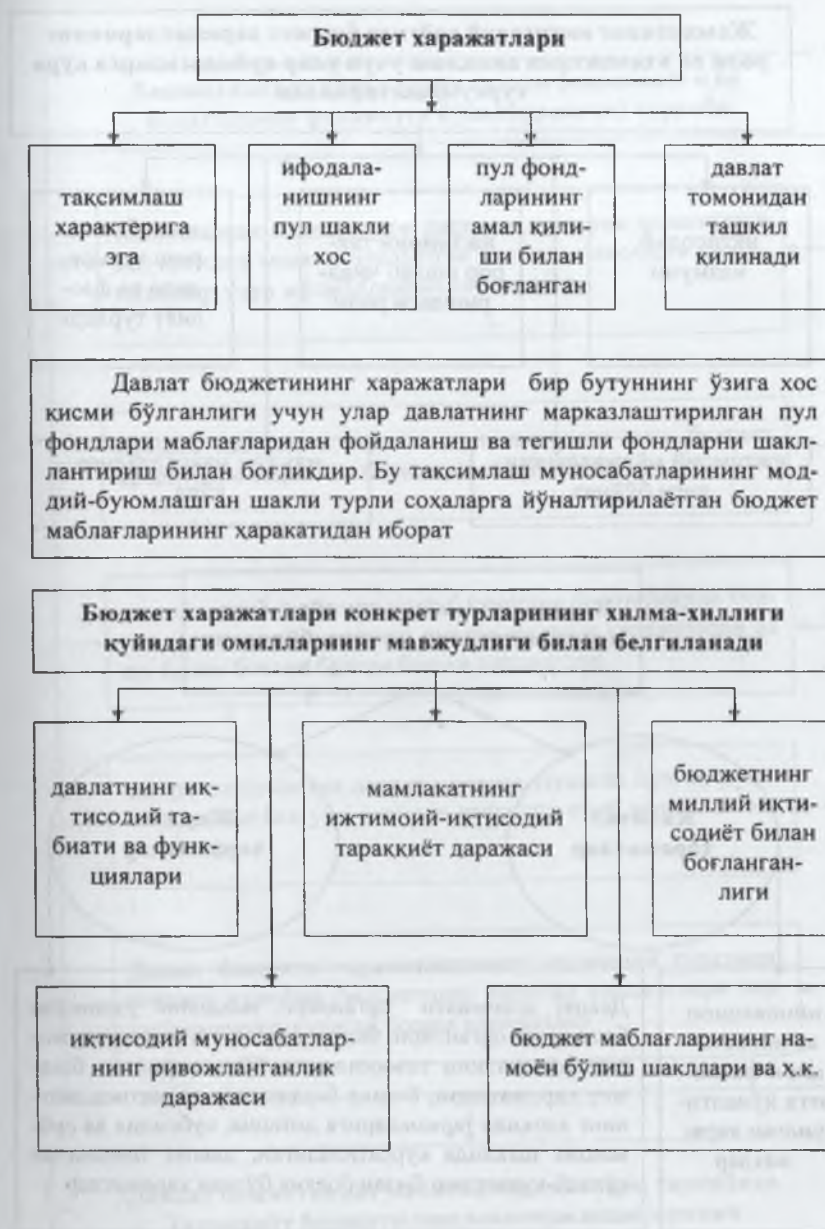 Бюджет харажатлари
тақсимлаш
характерига
эга
ифодала-
нишнинг
пул шакли
хос
пул фонд-
ларининг
амал қили-
ши билан
боғланган
давлат
томонидан
ташкил
қилинади
Давлат бюджетининг харажатлари бир бутуннинг ўзига хос
қисми бўлганлиги учун улар давлатнинг марказлаштирилган пул
фондлари маблағларидан фойдаланиш ва тегишли фондларни шакл-
лантириш билан боғликдир. Бу тақсимлаш муносабатларининг мод-
дий-буюмлашган шакли турли соҳаларга йўналтирилаётган бюджет
маблағларининг ҳаракатидан иборат
Бюджет харажатлари конкрет турларининг хилма-хиллиги
қуйидаги омилларнинг мавжудлиги билан белгиланади
давлатнинг иқ-
тисодий та-
биати ва функ-
циялари
мамлакатнинг
ижтимоий-иқтисодий
тараққиёт даражаси
бюджетнинг
миллий иқти-
содиёт билан
боғланган-
лиги
иқтисодий муносабатлар-
нинг ривожланганлик
даражаси
бюджет маблағларининг на-
моён бўлиш шакллари ва ҳ.к.